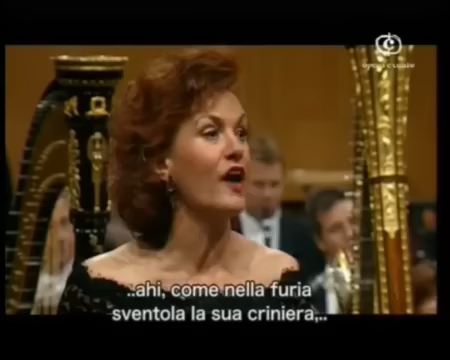 ..ahi, come nella furia
sventola la sua criniera,..